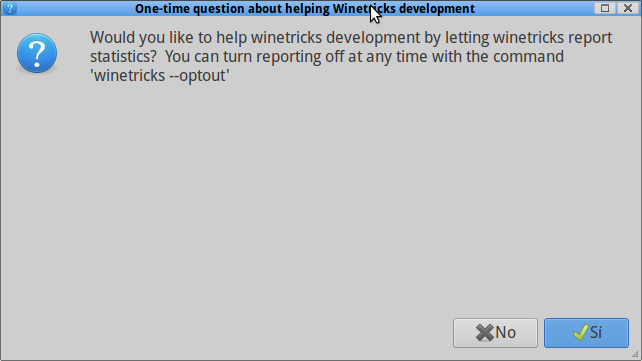 One-time question about helping Winetricks development
Would you like to help winetricks development by letting winetricks report
statistics?  You can turn reporting off at any time with the command
'winetricks --optout'
No
Sí